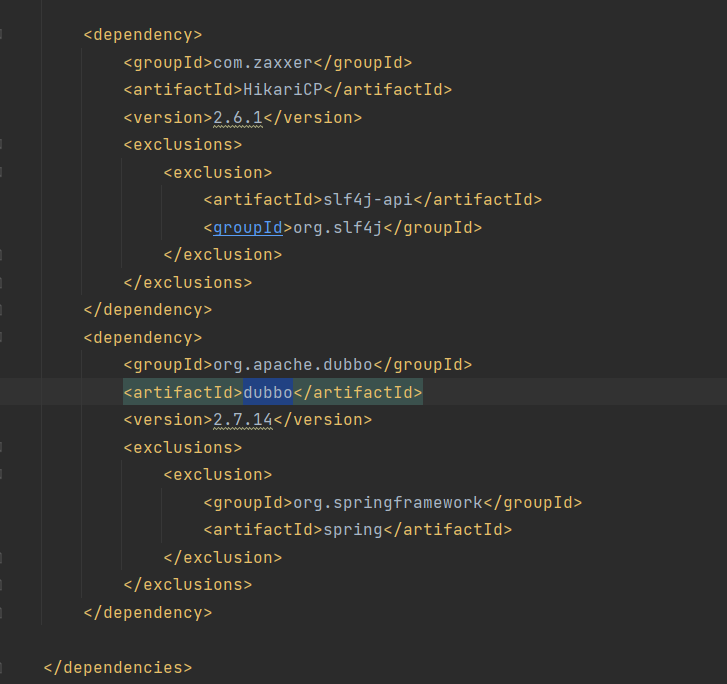 <dependency>
<groupId>com.zaxxer</groupId>
<artifactId>HikariCP</artifactId>
<version>2.6.1</version>
<exclusions>
<exclusion>
<artifactId>slf4j-api</artifactId>
<groupId>org.slf4j</groupId>
</exclusion>
</exclusions>
</dependency>
<dependency>
<groupId>org.apache.dubbo</groupId>
<artifactId>dubbo</artifactId>
<version>2.7.14</version>
<exclusions>
<exclusion>
<groupId>org.springframework</groupId>
<artifactId>spring</artifactId>
</exclusion>
</exclusions>
</dependency>
</dependencies>